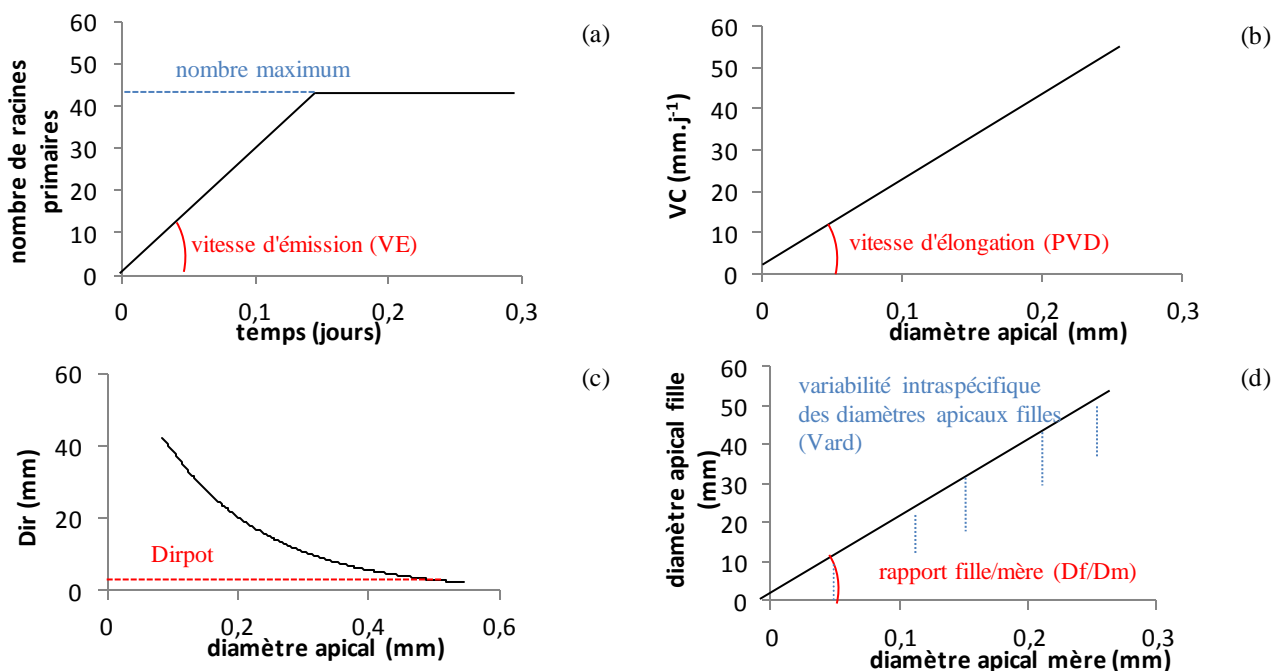 (a)
nombre de racines
primaires
60
50
40
30
20
10
0
nombre maximum
vitesse d'émission (VE)
0
0,1
0,2
0,3
temps (jours)
(b)
VC (mm.j-1)
60
50
40
30
20
10
0
vitesse d'élongation (PVD)
0
0,1
0,2
0,3
diamètre apical (mm)
(c)
Dir (mm)
60
40
20
0
Dirpot
0
0,2
0,4
0,6
diamètre apical (mm)
(d)
diamètre apical fille
(mm)
60
50
40
30
20
10
0
variabilité intraspécifique
des diamètres apicaux filles
(Vard)
rapport fille/mère (Df/Dm)
0
0,1
0,2
0,3
diamètre apical mère (mm)